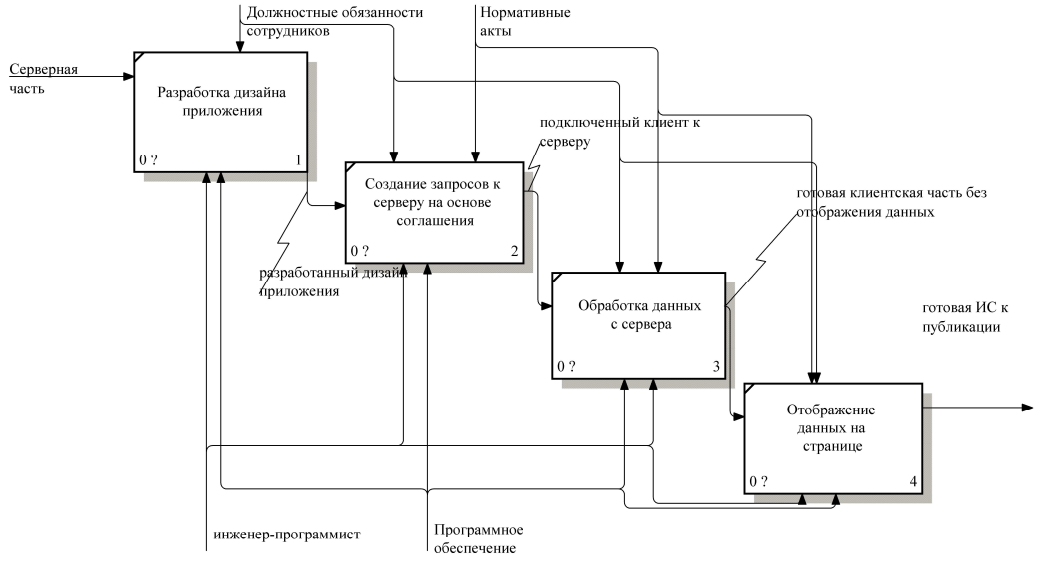 Должностные обязанности
сотрудников
Нормативные
акты
Серверная
часть
Разработка дизайна
приложения
0 ?
1
подключенный клиент к
серверу
Создание запросов к
серверу на основе
соглашения
0 ?
2
готовая клиентская часть без
отображения данных
разработанный дизайн
приложения
Обработка данных
с сервера
0 ?
3
готовая ИС к
публикации
Отображение
данных на
странице
0 ?
4
инженер-программист
Программное
обеспечение